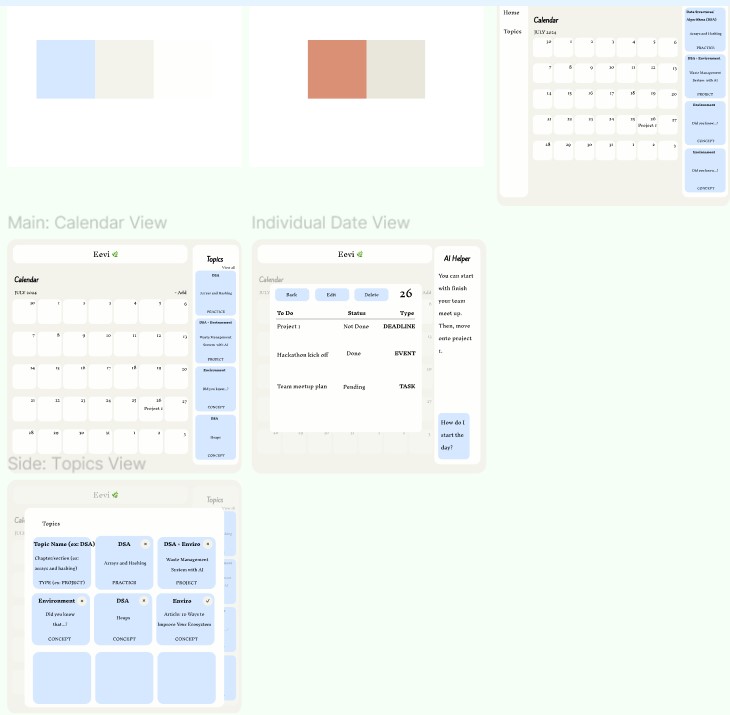 Home
Topics
Calendar
JULY 2024
30 1 2 3 4 5 6
7 8 9 10 11 12 13
14 15 16 17 18 19 20
21 22 23 24 25 26 27
Project 1
28 29 30 31 1 2 3
Data Structures/
Algorithms (DSA)
Arrays and Hashing
PRACTICE
DSA - Environment
Waste Management
System with AI
PROJECT
Environment
Did you know...?
CONCEPT
Environment
Did you know...?
CONCEPT
Main: Calendar View
Eevi
Calendar
JULY 2024
+ Add
30 1 2 3 4 5 6
7 8 9 10 11 12 13
14 15 16 17 18 19 20
21 22 23 24 25 26 27
Project 1
28 29 30 31 1 2 3
Topics
View all
DSA
Arrays and Hashing
PRACTICE
DSA - Environment
Waste Management
System with AI
PROJECT
Environment
Did you know...?
CONCEPT
DSA
Heaps
CONCEPT
Individual Date View
Eevi
Calendar
Back Edit Delete 26
To Do Status Type
Project 1 Not Done DEADLINE
Hackathon kick off Done EVENT
Team meetup plan Pending TASK
AI Helper
You can start
with finish
your team
meet up.
Then, move
onto project
1.
How do I
start the
day?
Side: Topics View
Eevi
Topics
Topics
Topic Name (ex: DSA)
Chapter/section (ex:
arrays and hashing)
TYPE (ex: PROJECT)
DSA
Arrays and Hashing
PRACTICE
DSA - Enviro
Waste Management
System with AI
PROJECT
Environment
Did you know
that...?
CONCEPT
DSA
Heaps
CONCEPT
Enviro
Article: 10 Ways to
Improve Your Ecosystem
CONCEPT